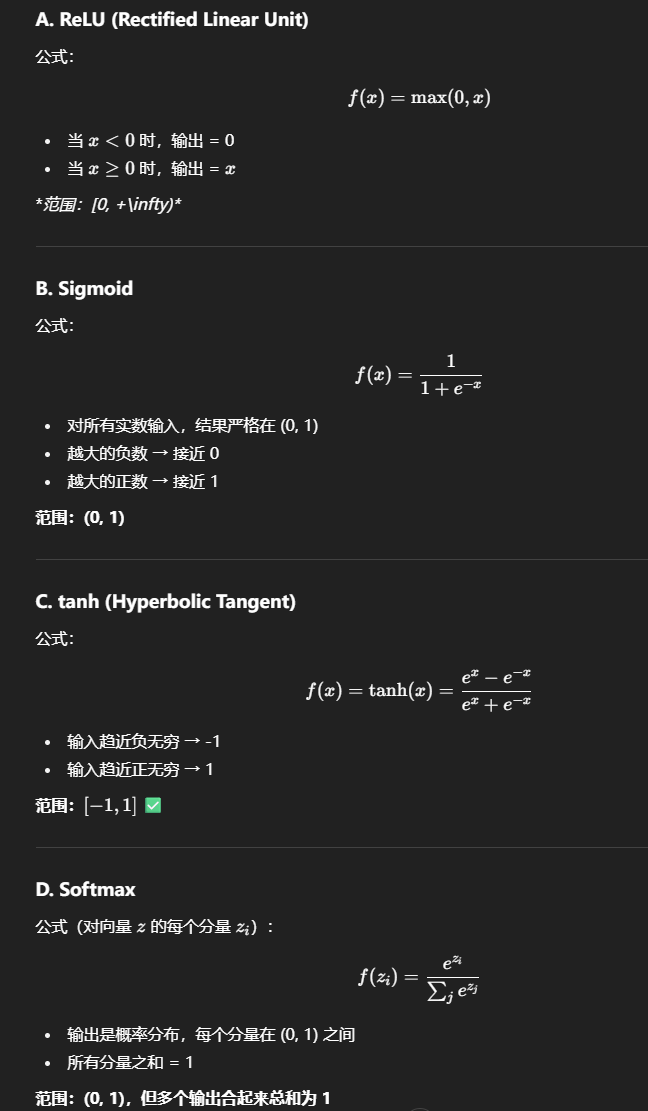 A. ReLU (Rectified Linear Unit)
公式：
f(x) = max(0, x)
• 当 x < 0 时，输出 = 0
• 当 x ≥ 0 时，输出 = x
*范围：[0, +\infty)*
B. Sigmoid
公式：
f(x) = \frac{1}{1 + e^{-x}}
• 对所有实数输入，结果严格在 (0, 1)
• 越大的负数 → 接近 0
• 越大的正数 → 接近 1
范围：(0, 1)
C. tanh (Hyperbolic Tangent)
公式：
f(x) = tanh(x) = \frac{e^x - e^{-x}}{e^x + e^{-x}}
• 输入趋近负无穷 → -1
• 输入趋近正无穷 → 1
范围：[−1, 1] ✅
D. Softmax
公式（对向量 z 的每个分量 z_i）：
f(z_i) = \frac{e^{z_i}}{\sum_j e^{z_j}}
• 输出是概率分布，每个分量在 (0, 1) 之间
• 所有分量之和 = 1
范围：(0, 1)，但多个输出合起来总和为 1